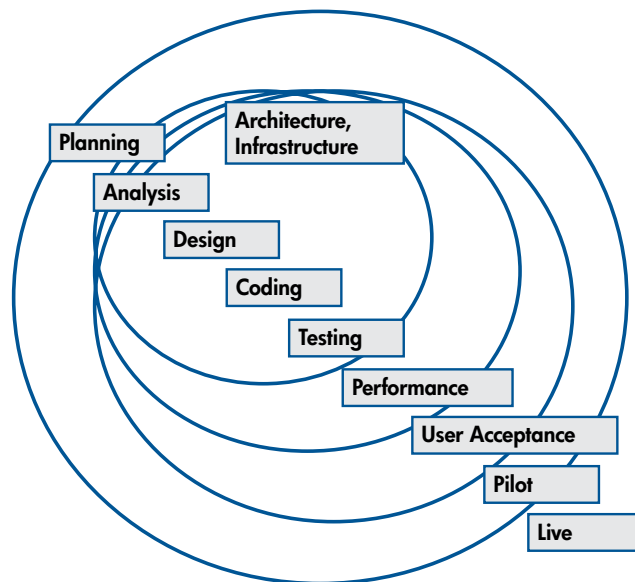 Architecture,
Infrastructure
Planning
Analysis
Design
Coding
Testing
Performance
User Acceptance
Pilot
Live